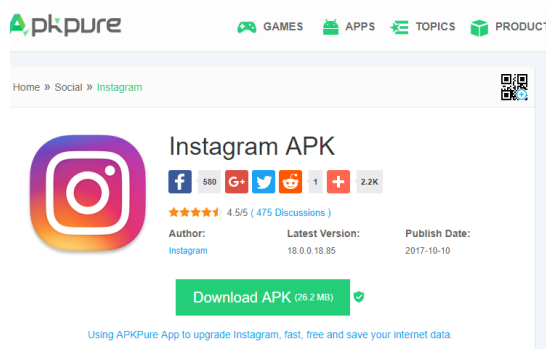 Apkpure GAMES APPS TOPICS PRODUCT
Home » Social » Instagram
Instagram APK
f 580 G+ 1 + 2.2K
4.5/5 ( 475 Discussions )
Author: Latest Version: Publish Date:
Instagram 18.0.0.18.85 2017-10-10
Download APK (26.2 MB)
Using APKPure App to upgrade Instagram, fast, free and save your internet data.